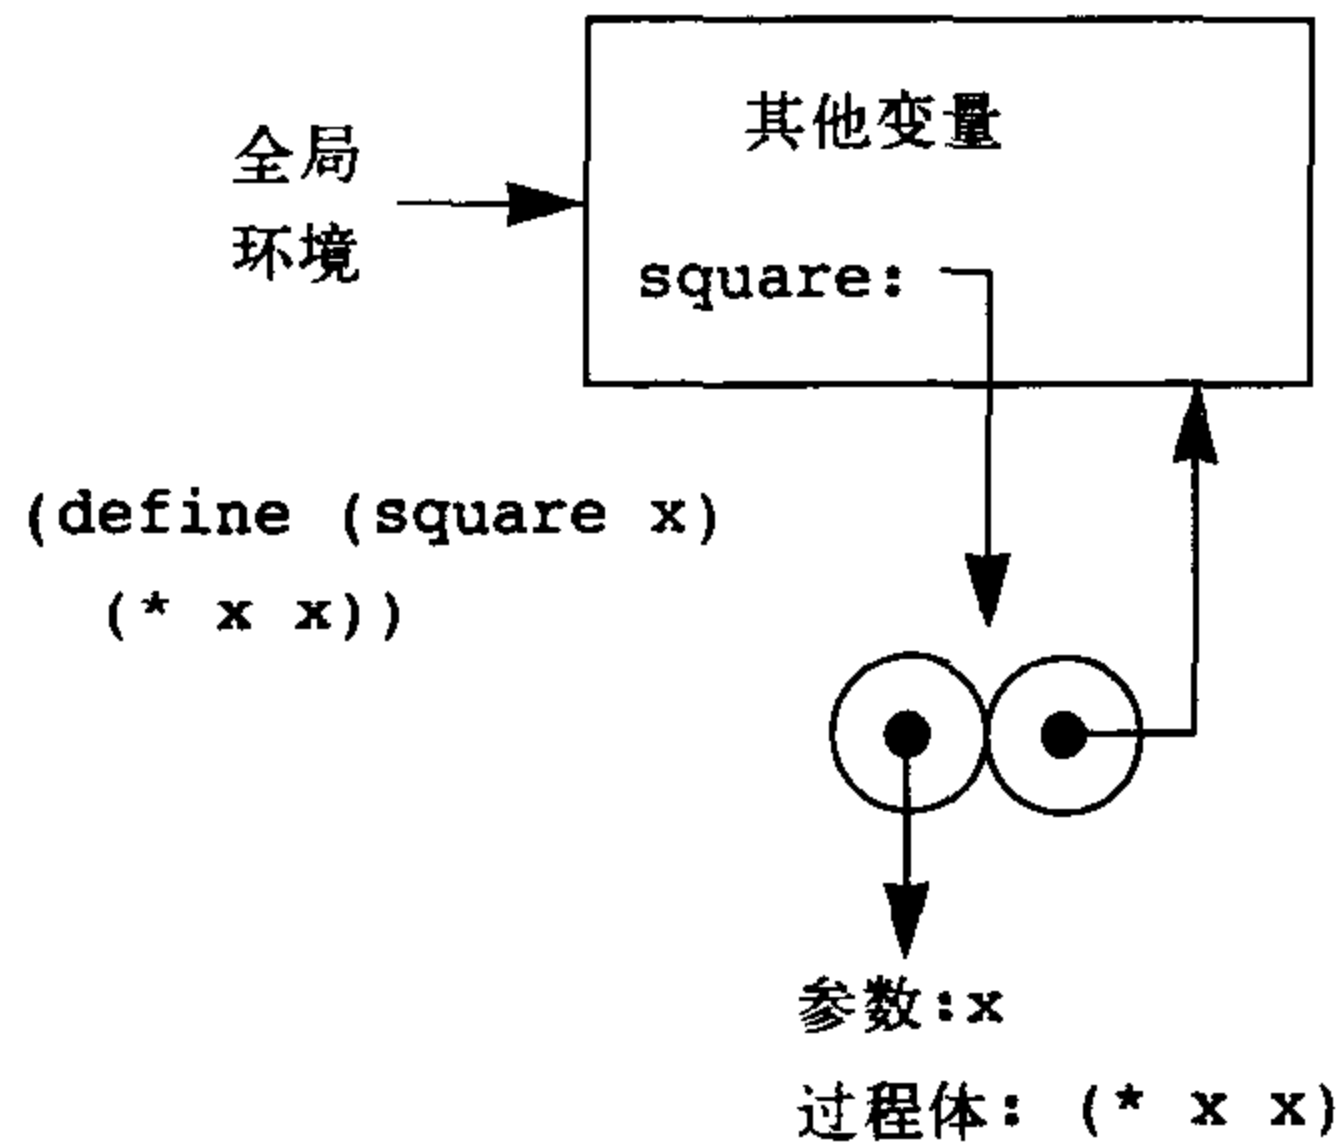 其他变量
全局
环境
square:
(define (square x)
(* x x))
参数:x
过程体: (* x x)